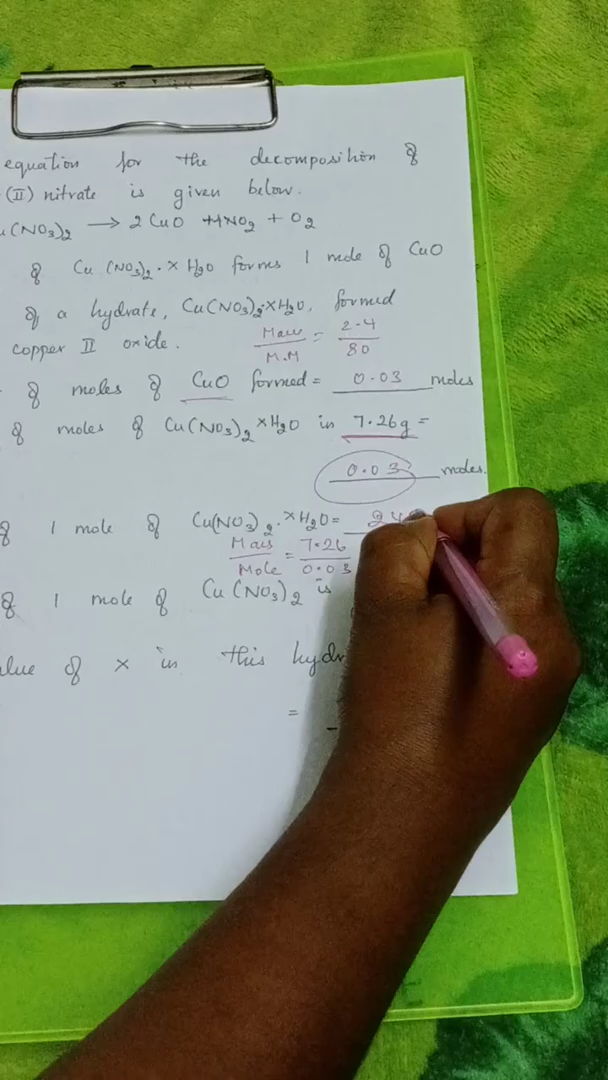 equation for the decomposition of
(II) nitrate is given below.
(NO3)2 → 2 CuO + 4NO2 + O2
of Cu (NO3)2 · x H2O forms 1 mole of CuO
of a hydrate, Cu(NO3)2·xH2O, formed
copper II oxide. Mass/M.M = 2.4/80
of moles of CuO formed = 0.03 moles
of moles of Cu(NO3)2 xH2O in 7.26g =
0.03 moles.
1 mole of Cu(NO3)2·xH2O = 24
Mass/Mole = 7.26/0.03
1 mole of Cu(NO3)2 is
value of x in this hydr
=